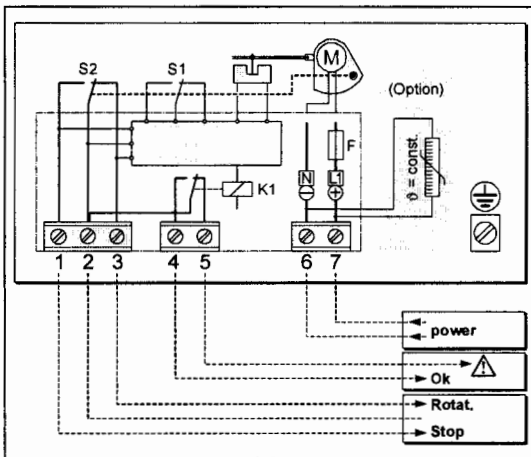 S2
S1
M
(Option)
F
N
L1
ϑ = const.
K1
1 2 3 4 5 6 7
power
Ok
Rotat.
Stop